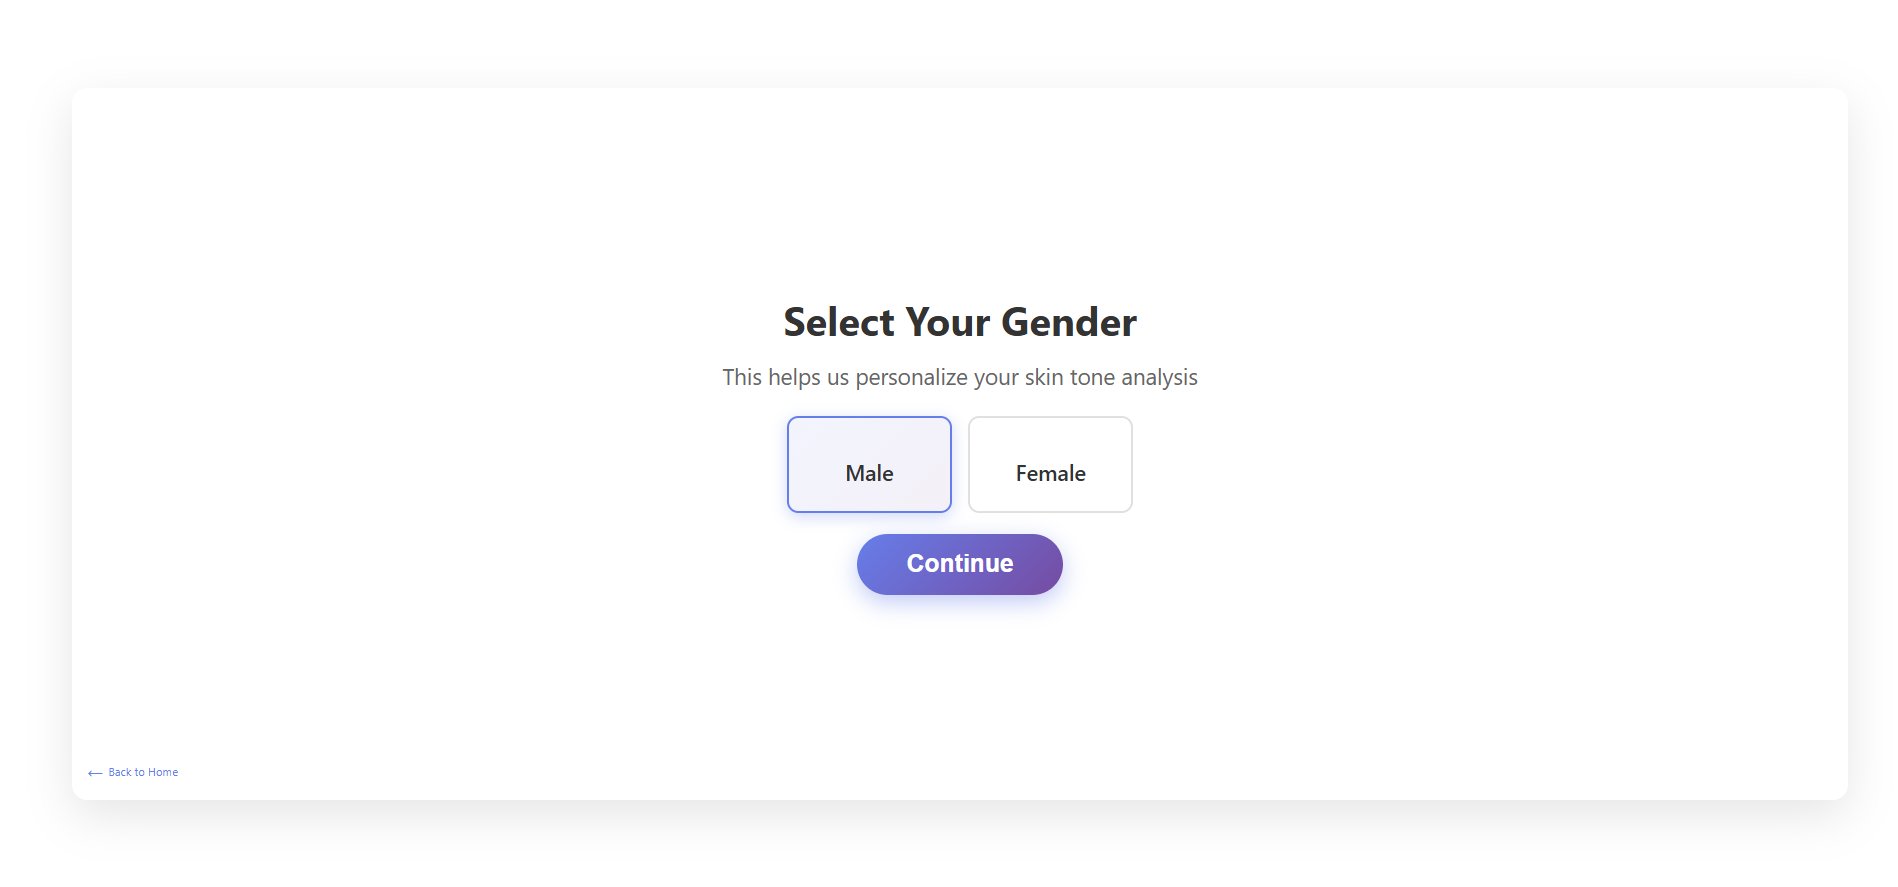 Select Your Gender
This helps us personalize your skin tone analysis
Male
Female
Continue
← Back to Home